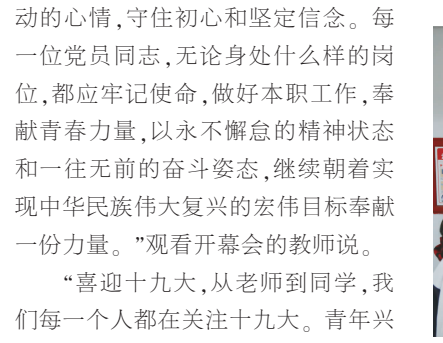 动的心情,守住初心和坚定信念。每
一位党员同志,无论身处什么样的岗
位,都应牢记使命,做好本职工作,奉
献青春力量,以永不懈怠的精神状态
和一往无前的奋斗姿态,继续朝着实
现中华民族伟大复兴的宏伟目标奉献
一份力量。”观看开幕会的教师说。
“喜迎十九大,从老师到同学,我
们每一个人都在关注十九大。青年兴